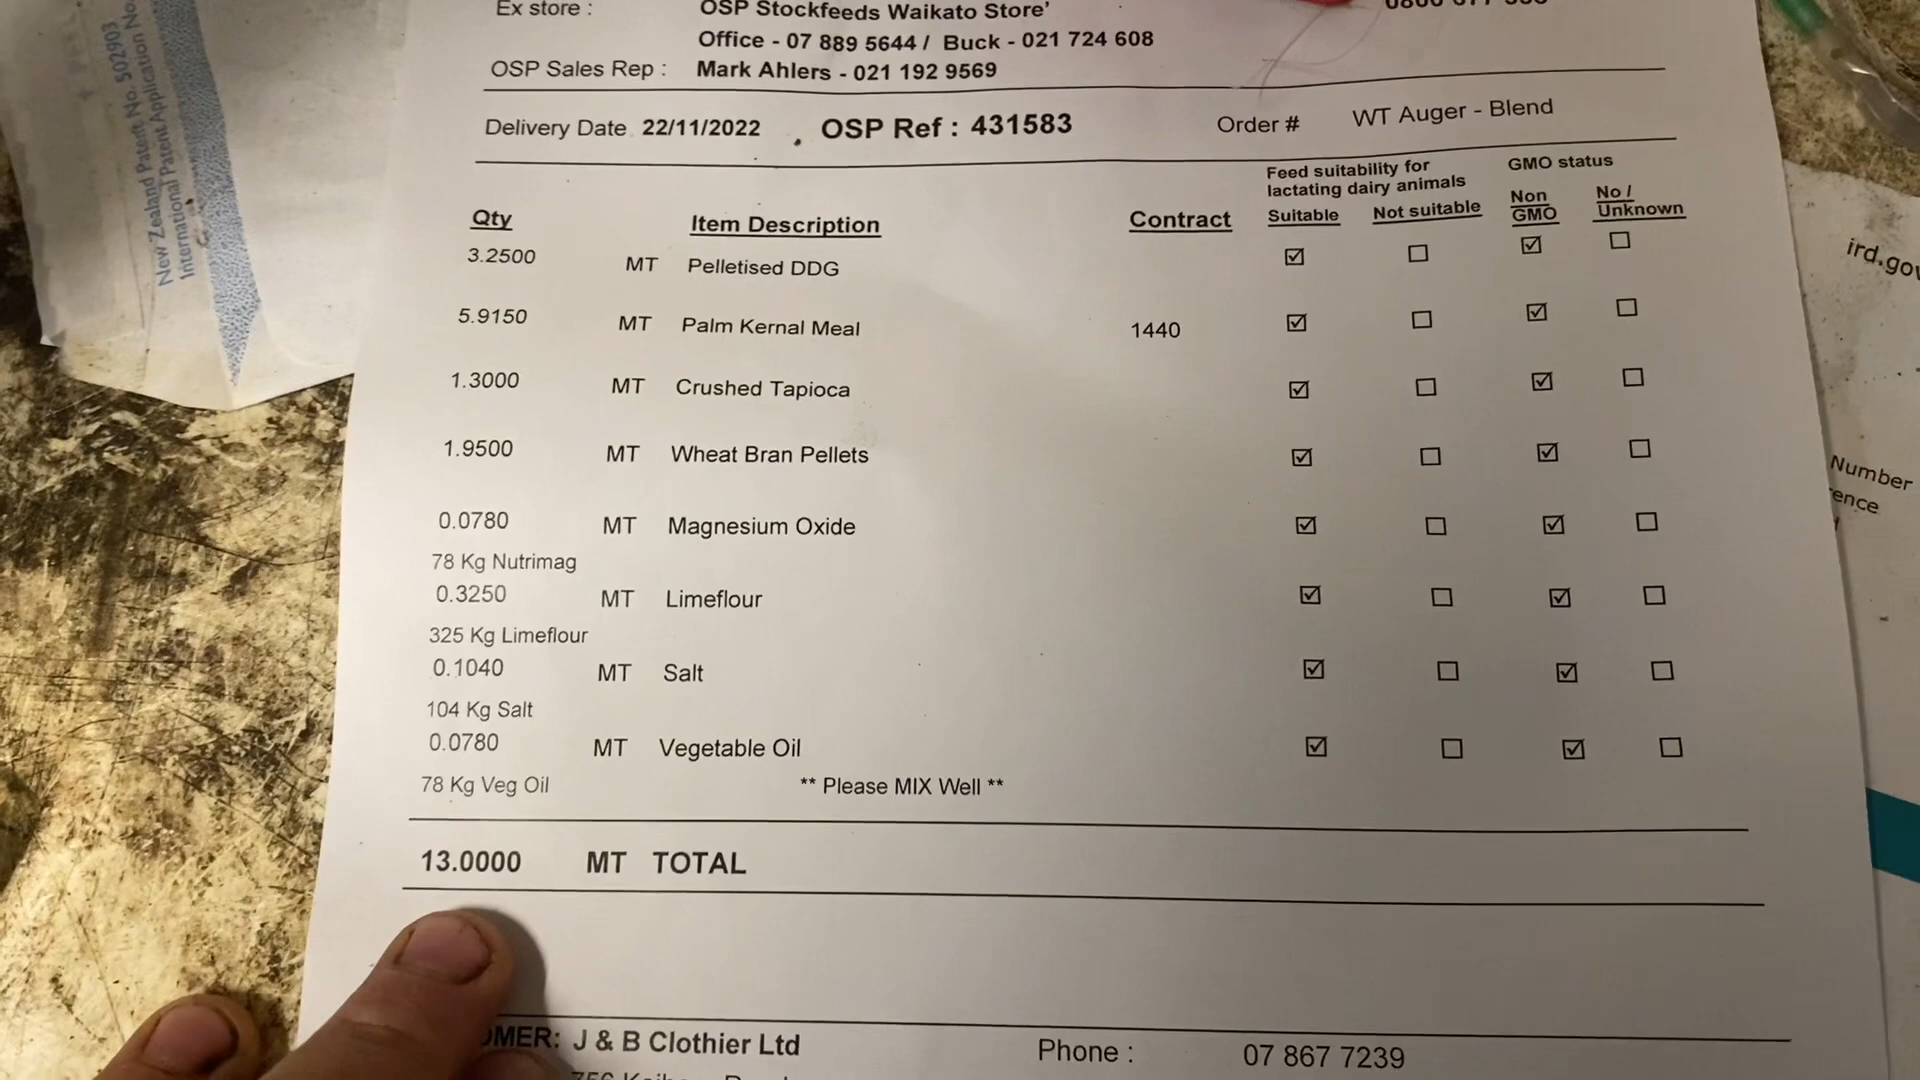 Ex store : OSP Stockfeeds Waikato Store'
Office - 07 889 5644 / Buck - 021 724 608
OSP Sales Rep : Mark Ahlers - 021 192 9569
Delivery Date 22/11/2022 OSP Ref : 431583 Order # WT Auger - Blend
Feed suitability for lactating dairy animals GMO status
Qty Item Description Contract Suitable Not suitable Non GMO No / Unknown
3.2500 MT Pelletised DDG ☑ ☐ ☑ ☐
5.9150 MT Palm Kernal Meal 1440 ☑ ☐ ☑ ☐
1.3000 MT Crushed Tapioca ☑ ☐ ☑ ☐
1.9500 MT Wheat Bran Pellets ☑ ☐ ☑ ☐
0.0780 MT Magnesium Oxide ☑ ☐ ☑ ☐
78 Kg Nutrimag
0.3250 MT Limeflour ☑ ☐ ☑ ☐
325 Kg Limeflour
0.1040 MT Salt ☑ ☐ ☑ ☐
104 Kg Salt
0.0780 MT Vegetable Oil ☑ ☐ ☑ ☐
78 Kg Veg Oil ** Please MIX Well **
13.0000 MT TOTAL
OMER: J & B Clothier Ltd Phone : 07 867 7239
New Zealand Patent No. 502903
International Patent Application No.
ird.gov
Number
ence